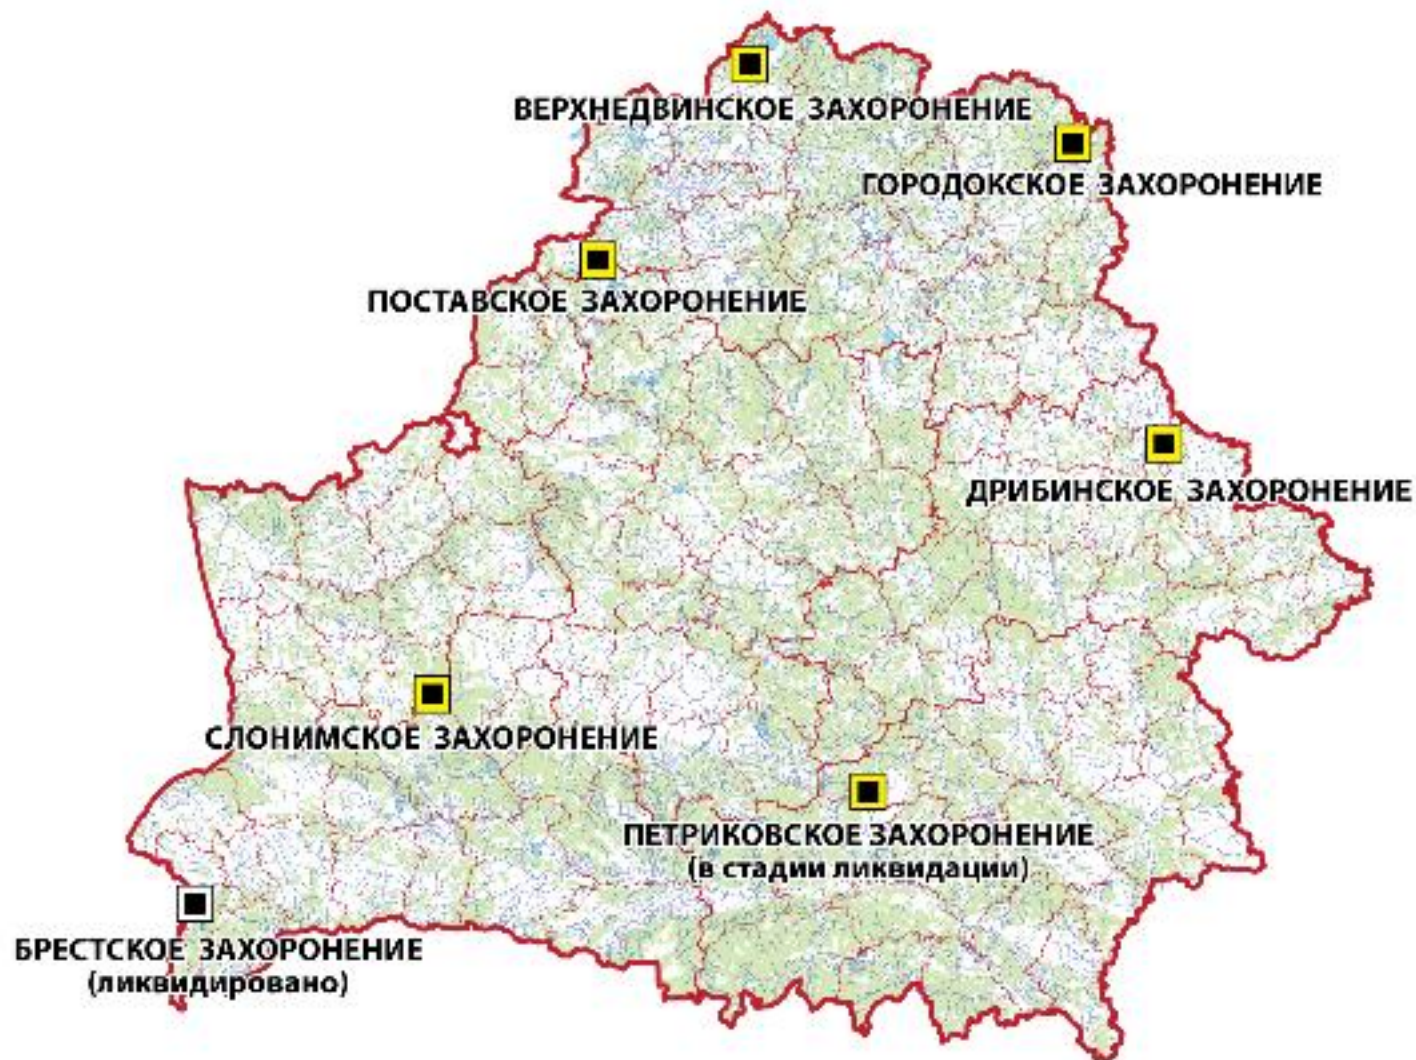 ВЕРХНЕДВИНСКОЕ ЗАХОРОНЕНИЕ
ГОРОДОКСКОЕ ЗАХОРОНЕНИЕ
ПОСТАВСКОЕ ЗАХОРОНЕНИЕ
ДРИБИНСКОЕ ЗАХОРОНЕНИЕ
СЛОНИМСКОЕ ЗАХОРОНЕНИЕ
ПЕТРИКОВСКОЕ ЗАХОРОНЕНИЕ
(в стадии ликвидации)
БРЕСТСКОЕ ЗАХОРОНЕНИЕ
(ликвидировано)